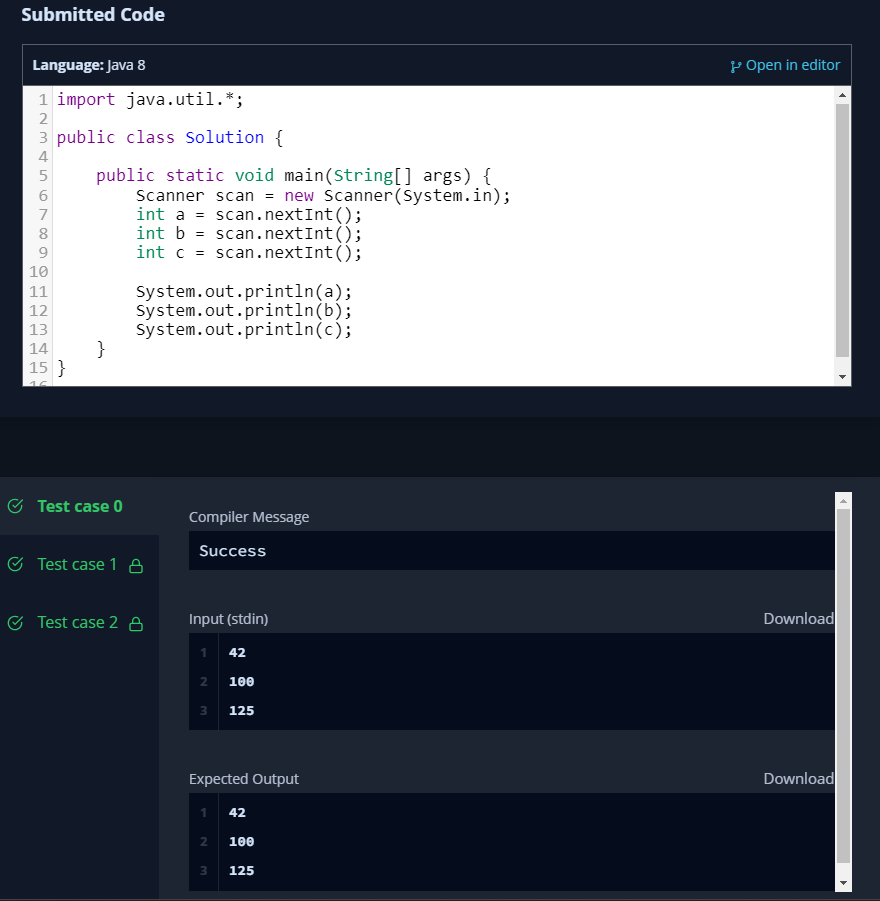 Submitted Code
Language: Java 8
Open in editor
1 import java.util.*;
2
3 public class Solution {
4
5     public static void main(String[] args) {
6         Scanner scan = new Scanner(System.in);
7         int a = scan.nextInt();
8         int b = scan.nextInt();
9         int c = scan.nextInt();
10
11         System.out.println(a);
12         System.out.println(b);
13         System.out.println(c);
14     }
15 }
16
Test case 0
Test case 1
Test case 2
Compiler Message
Success
Input (stdin) Download
1 42
2 100
3 125
Expected Output Download
1 42
2 100
3 125